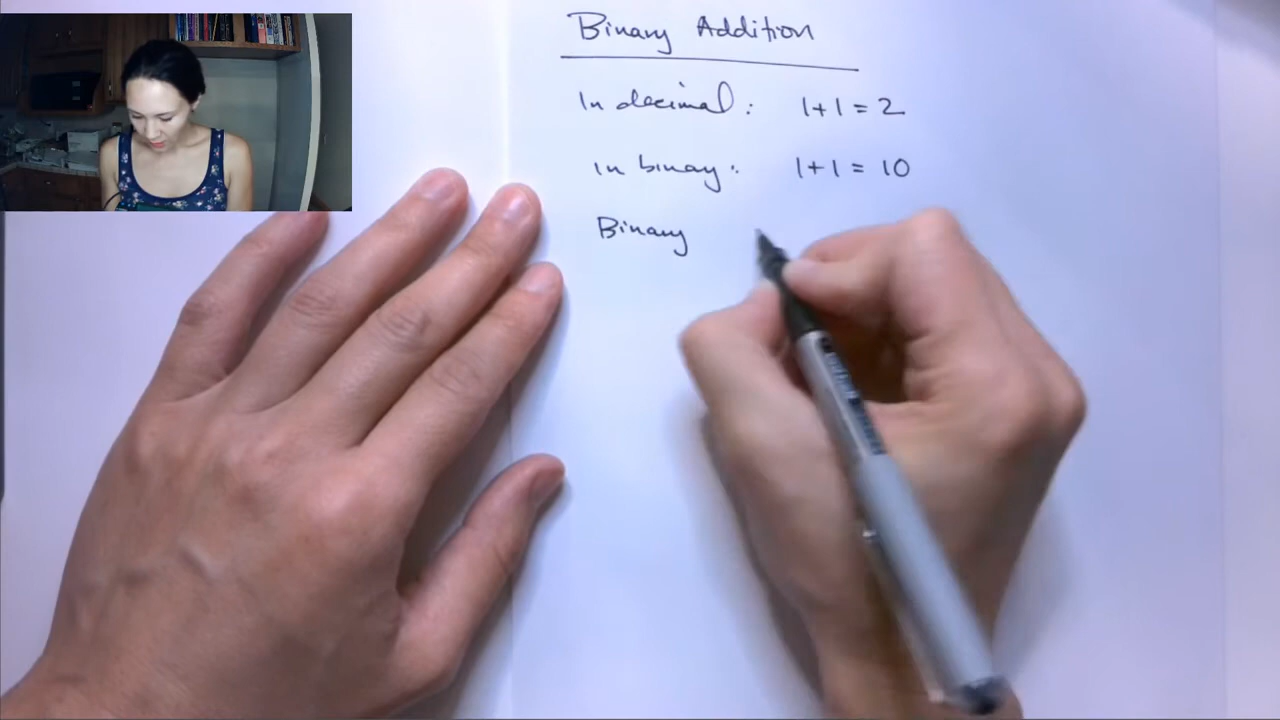 Binary Addition
In decimal: 1+1 = 2
in binary: 1+1 = 10
Binary